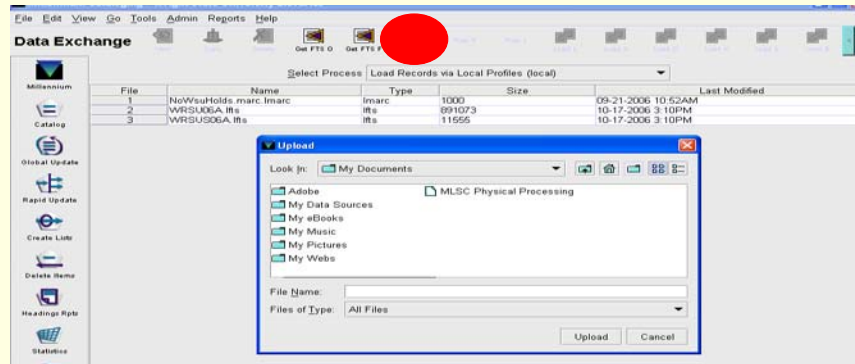 File Edit View Go Tools Admin Reports Help
Data Exchange
Get FTS O Get FTS
Select Process Load Records via Local Profiles (local)
Millennium
Catalog
Global Update
Rapid Update
Create Lists
Delete Items
Headings Rpts
Statistics
File Name Type Size Last Modified
1 NoWsuHolds.marc.lmarc lmarc 1000 09-21-2006 10:52AM
2 WRSU06A.lfts lfts 891073 10-17-2006 3:10PM
3 WRSUS06A.lfts lfts 11555 10-17-2006 3:10PM
Upload
Look In: My Documents
Adobe MLSC Physical Processing
My Data Sources
My eBooks
My Music
My Pictures
My Webs
File Name:
Files of Type: All Files
Upload Cancel